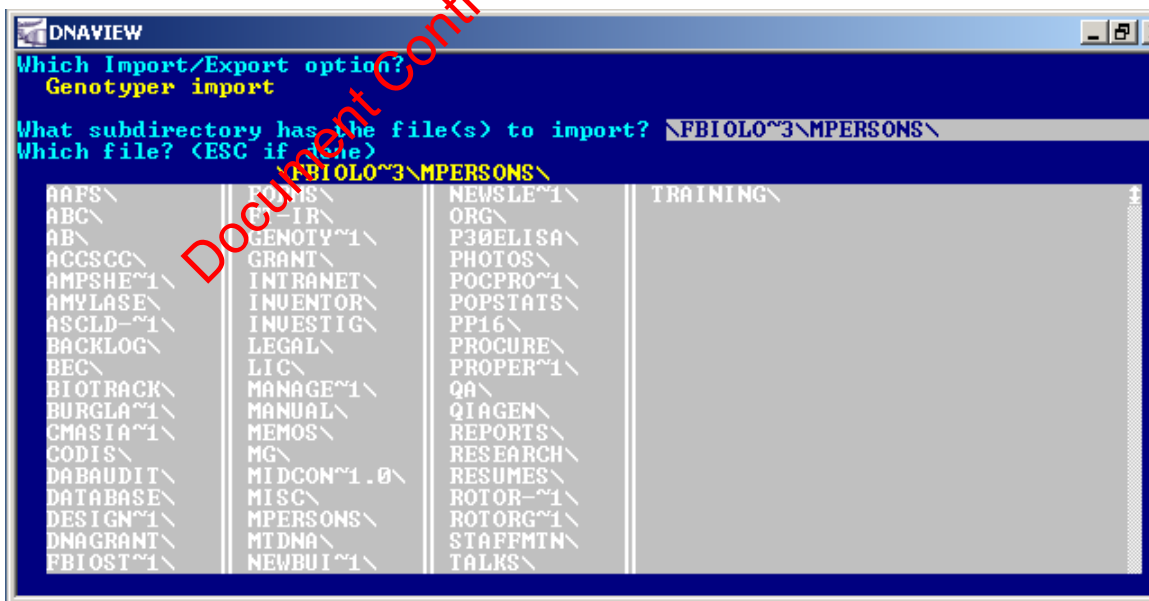 DNAVIEW
Which Import/Export option?
Genotyper import
What subdirectory has the file(s) to import? \FBIOLO~3\MPERSONS\
Which file? (ESC if done)
\FBIOLO~3\MPERSONS\
AAFS\ FORMS\ NEWSLE~1\ TRAINING\
ABC\ FT-IR\ ORG\
AB\ GENOTY~1\ P30ELISA\
ACCSCC\ GRANT\ PHOTOS\
AMPSHE~1\ INTRANET\ POCPRO~1\
AMYLASE\ INVENTOR\ POPSTATS\
ASCLD-~1\ INVESTIG\ PP16\
BACKLOG\ LEGAL\ PROCURE\
BEC\ LIC\ PROPER~1\
BIOTRACK\ MANAGE~1\ QA\
BURGLA~1\ MANUAL\ QIAGEN\
CMASIA~1\ MEMOS\ REPORTS\
CODIS\ MG\ RESEARCH\
DABAUDIT\ MIDCON~1.0\ RESUMES\
DATABASE\ MISC\ ROTOR-~1\
DESIGN~1\ MPERSONS\ ROTORG~1\
DNAGRANT\ MTDNA\ STAFFMTN\
FBIOST~1\ NEWBUI~1\ TALKS\
Document